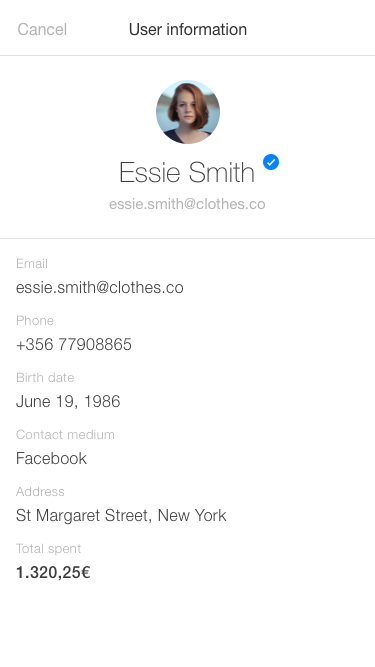 Cancel User information
Essie Smith
essie.smith@clothes.co
Email
essie.smith@clothes.co
Phone
+356 77908865
Birth date
June 19, 1986
Contact medium
Facebook
Address
St Margaret Street, New York
Total spent
1.320,25€